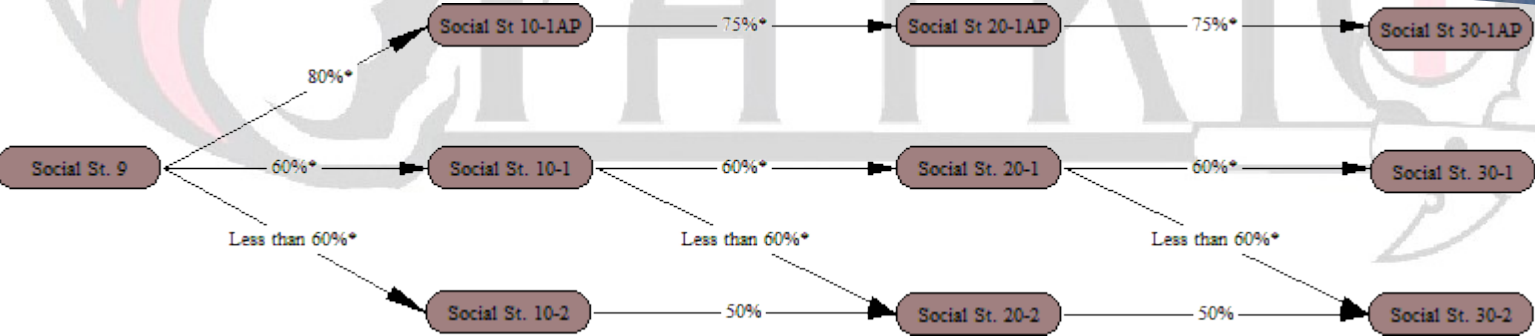 Social St 10-1AP
75%*
Social St 20-1AP
75%*
Social St 30-1AP
80%*
Social St. 9
60%*
Social St. 10-1
60%*
Social St. 20-1
60%*
Social St. 30-1
Less than 60%*
Less than 60%*
Less than 60%*
Social St. 10-2
50%
Social St. 20-2
50%
Social St. 30-2